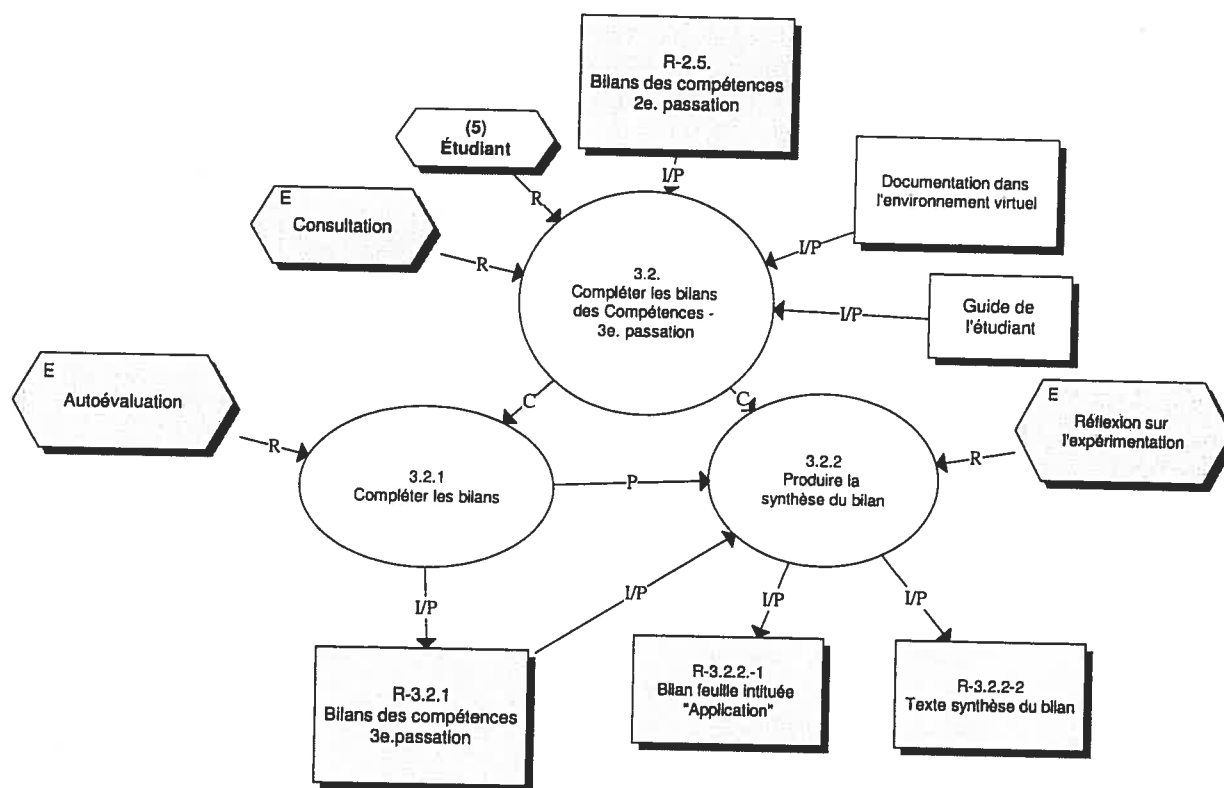 R-2.5.
Bilans des compétences
2e. passation
(5)
Étudiant
I/P
R
E
Consultation
R
Documentation dans
l'environnement virtuel
I/P
3.2.
Compléter les bilans
des Compétences -
3e. passation
I/P
Guide de
l'étudiant
E
Autoévaluation
C
C
E
Réflexion sur
l'expérimentation
R
R
3.2.1
Compléter les bilans
P
3.2.2
Produire la
synthèse du bilan
I/P
I/P
I/P
I/P
R-3.2.1
Bilans des compétences
3e.passation
R-3.2.2.-1
Bilan feuille intituée
"Application"
R-3.2.2-2
Texte synthèse du bilan